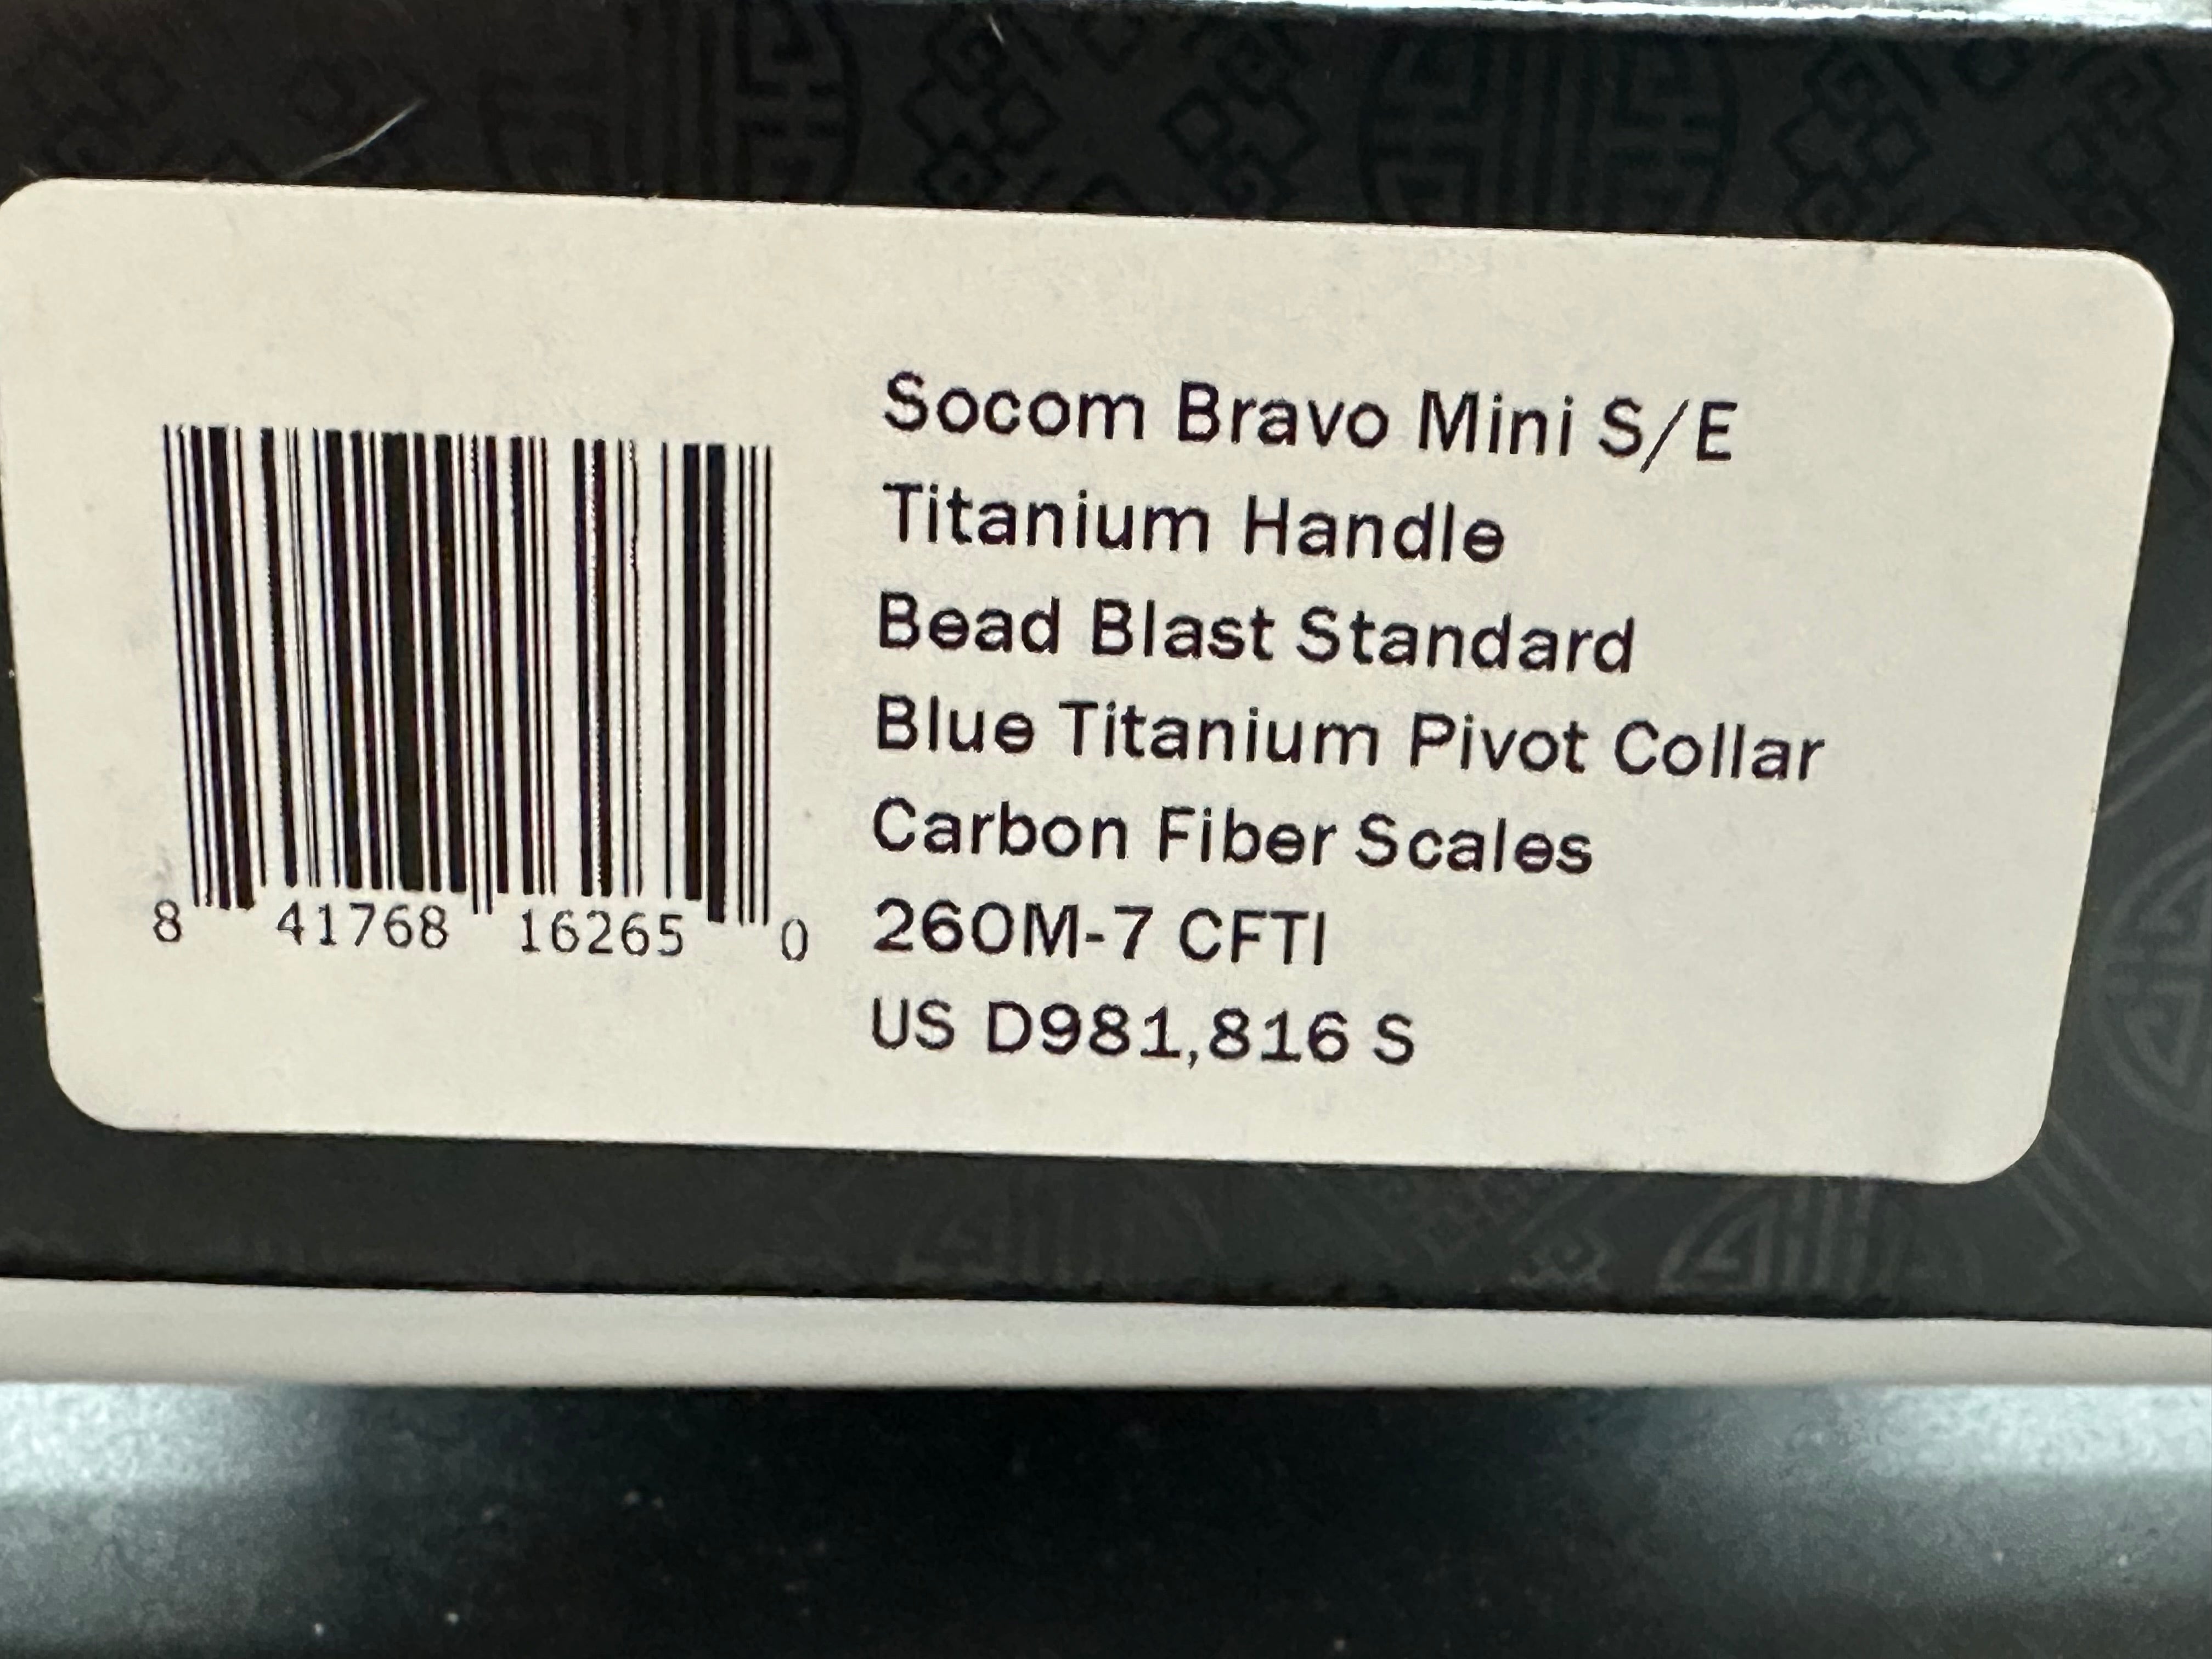 Socom Bravo Mini S/E
Titanium Handle
Bead Blast Standard
Blue Titanium Pivot Collar
Carbon Fiber Scales
260M-7 CFTI
US D981,816 S
8 41768 16265 0